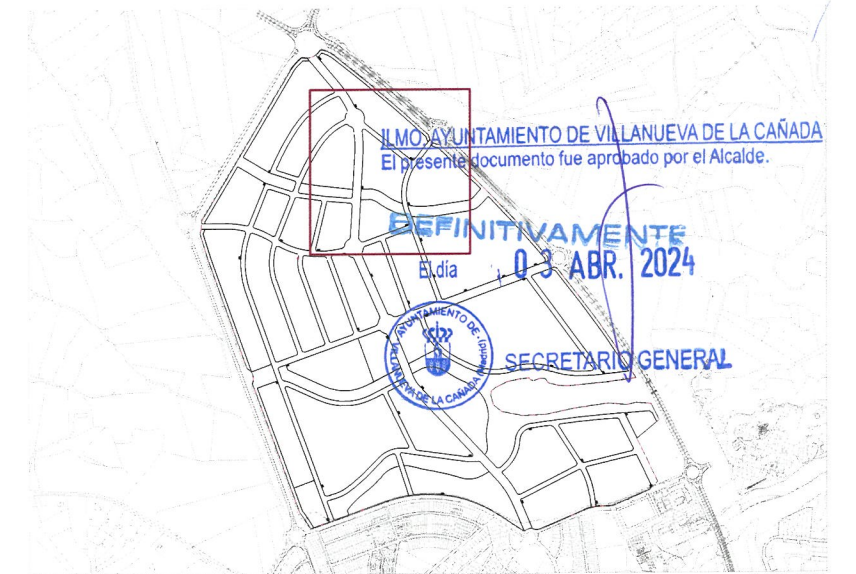 ILMO. AYUNTAMIENTO DE VILLANUEVA DE LA CAÑADA
El presente documento fue aprobado por el Alcalde.
DEFINITIVAMENTE
El día 03 ABR. 2024
AYUNTAMIENTO DE
VILLANUEVA DE LA CAÑADA (Madrid)
SECRETARIO GENERAL